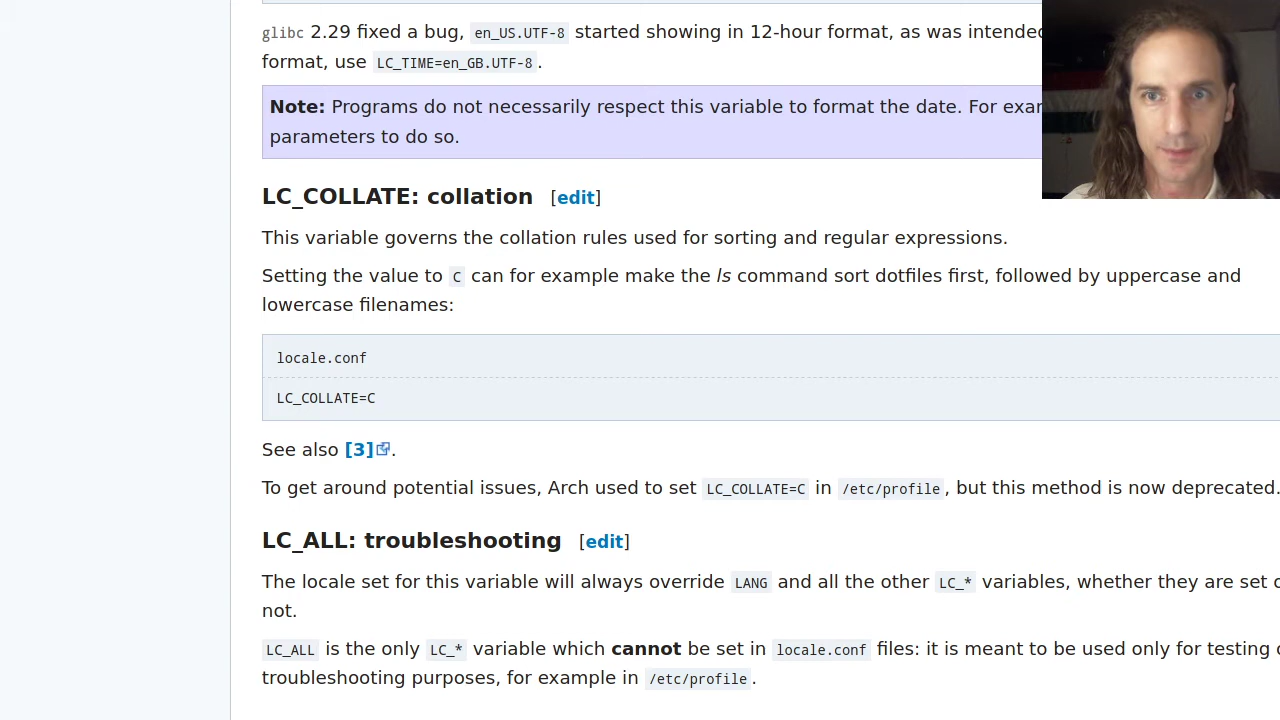 glibc 2.29 fixed a bug, en_US.UTF-8 started showing in 12-hour format, as was intended
format, use LC_TIME=en_GB.UTF-8.
Note: Programs do not necessarily respect this variable to format the date. For
parameters to do so.
LC_COLLATE: collation [edit]
This variable governs the collation rules used for sorting and regular expressions.
Setting the value to C can for example make the ls command sort dotfiles first, followed by uppercase and
lowercase filenames:
locale.conf
LC_COLLATE=C
See also [3].
To get around potential issues, Arch used to set LC_COLLATE=C in /etc/profile, but this method is now deprecated.
LC_ALL: troubleshooting [edit]
The locale set for this variable will always override LANG and all the other LC_* variables, whether they are set
not.
LC_ALL is the only LC_* variable which cannot be set in locale.conf files: it is meant to be used only for testing
troubleshooting purposes, for example in /etc/profile.